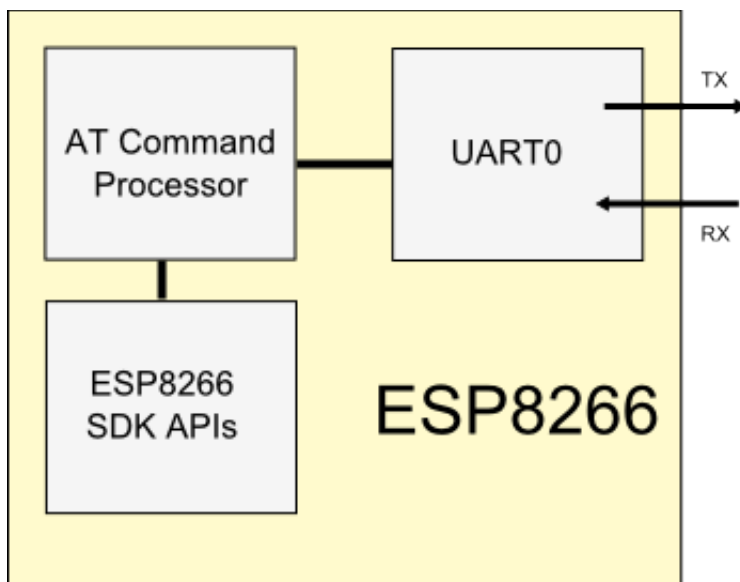 AT Command
Processor
UART0
TX
RX
ESP8266
SDK APIs
ESP8266